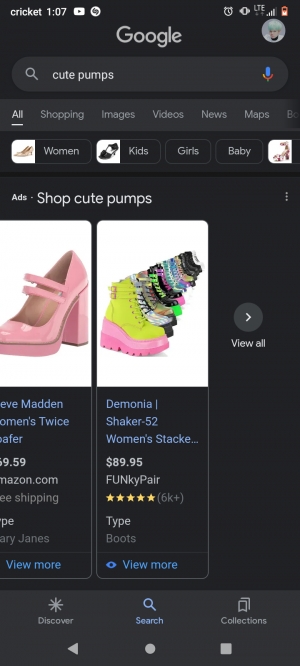 cricket 1:07
LTE
Google
cute pumps
All Shopping Images Videos News Maps
Women Kids Girls Baby
Ads · Shop cute pumps
eve Madden
omen's Twice
oafer
69.59
mazon.com
ee shipping
ype
ary Janes
View more
Demonia |
Shaker-52
Women's Stacke...
$89.95
FUNkyPair
(6k+)
Type
Boots
View more
View all
Discover Search Collections